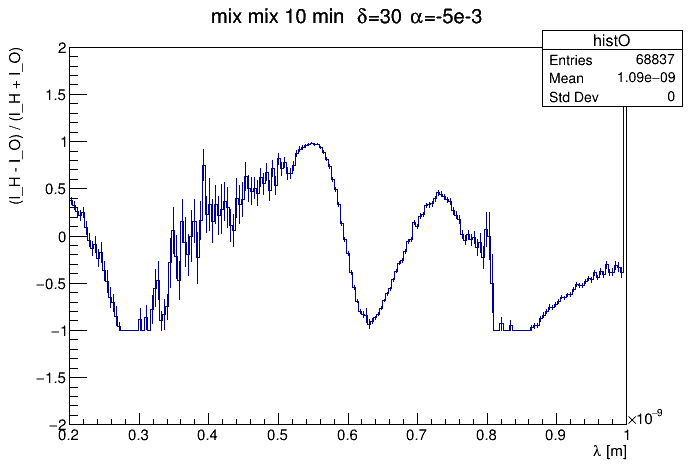 mix mix 10 min δ=30 α=-5e-3
histO
Entries 68837
Mean 1.09e−09
Std Dev 0
(I_H - I_O) / (I_H + I_O)
2
1.5
1
0.5
0
−0.5
−1
−1.5
−2
0.2 0.3 0.4 0.5 0.6 0.7 0.8 0.9 1
×10⁻⁹
λ [m]